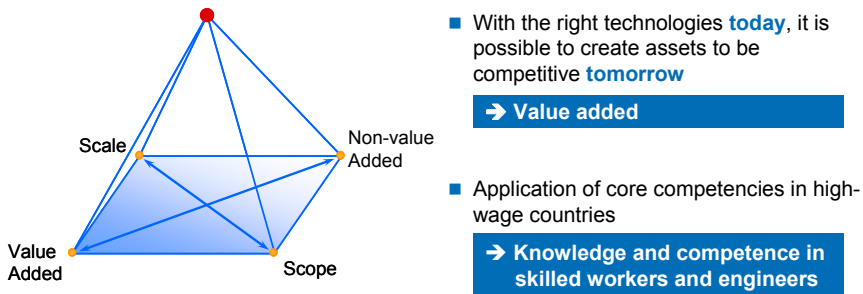 Scale
Non-value
Added
Value
Added
Scope
■ With the right technologies today, it is
possible to create assets to be
competitive tomorrow
➔ Value added
■ Application of core competencies in high-
wage countries
➔ Knowledge and competence in
skilled workers and engineers